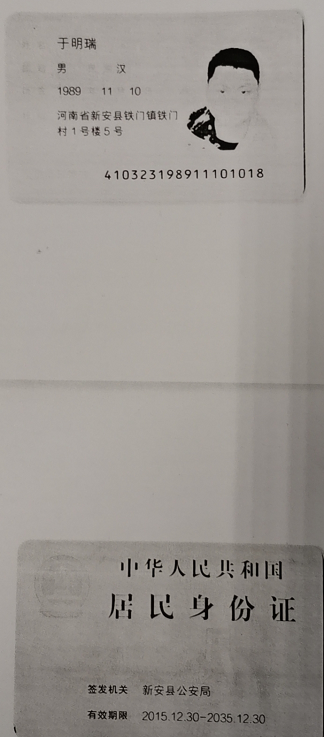 于明瑞
男 汉
1989 11 10
河南省新安县铁门镇铁门
村1号楼5号
410323198911101018
中华人民共和国
居民身份证
签发机关 新安县公安局
有效期限 2015.12.30-2035.12.30